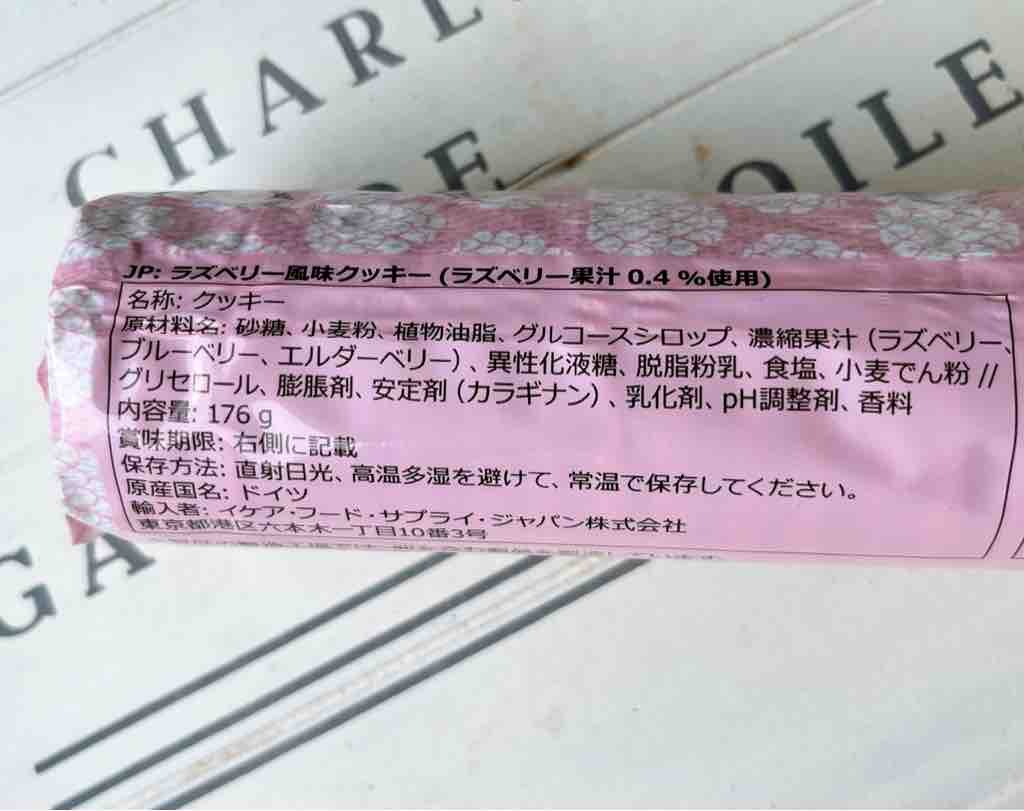 CHARL
DE
OILE
JP: ラズベリー風味クッキー (ラズベリー果汁 0.4 %使用)
名称: クッキー
原材料名: 砂糖、小麦粉、植物油脂、グルコースシロップ、濃縮果汁（ラズベリー、
ブルーベリー、エルダーベリー）、異性化液糖、脱脂粉乳、食塩、小麦でん粉 //
グリセロール、膨脹剤、安定剤（カラギナン）、乳化剤、pH調整剤、香料
内容量: 176 g
賞味期限: 右側に記載
保存方法: 直射日光、高温多湿を避けて、常温で保存してください。
原産国名: ドイツ
輸入者: イケア・フード・サプライ・ジャパン株式会社
東京都港区六本木一丁目10番3号
GA